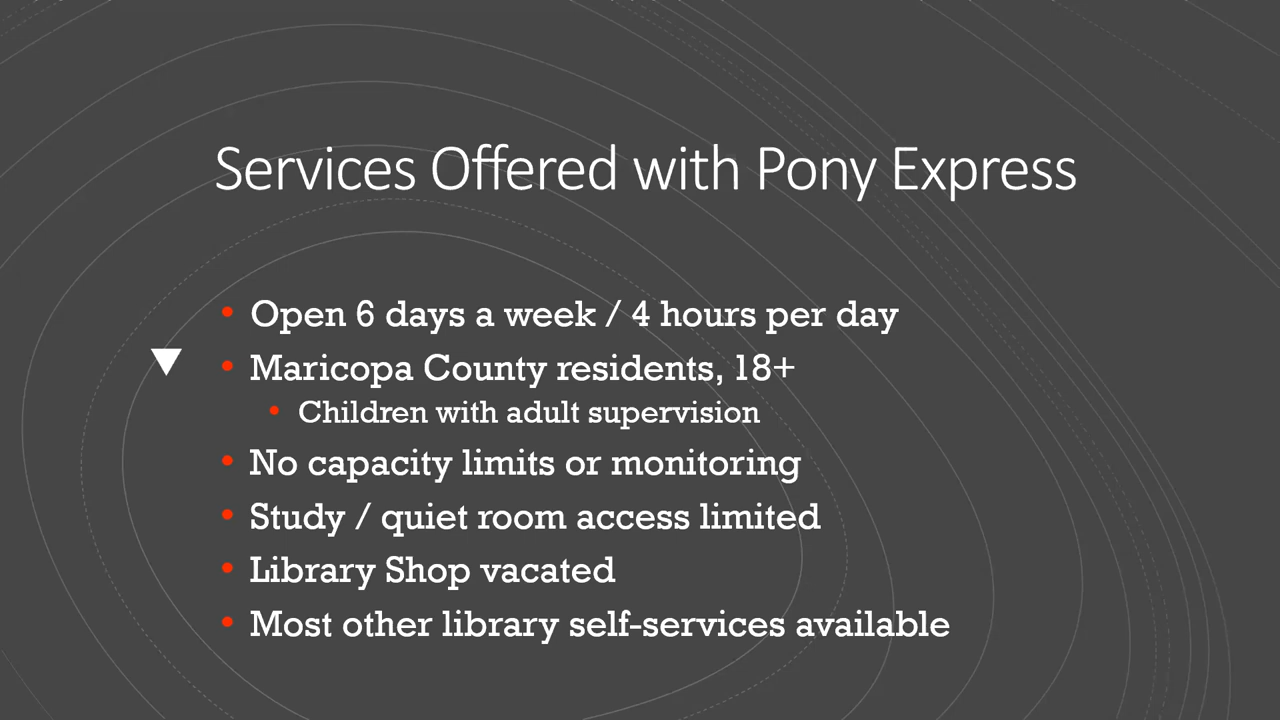 Services Offered with Pony Express
• Open 6 days a week / 4 hours per day
• Maricopa County residents, 18+
• Children with adult supervision
• No capacity limits or monitoring
• Study / quiet room access limited
• Library Shop vacated
• Most other library self-services available